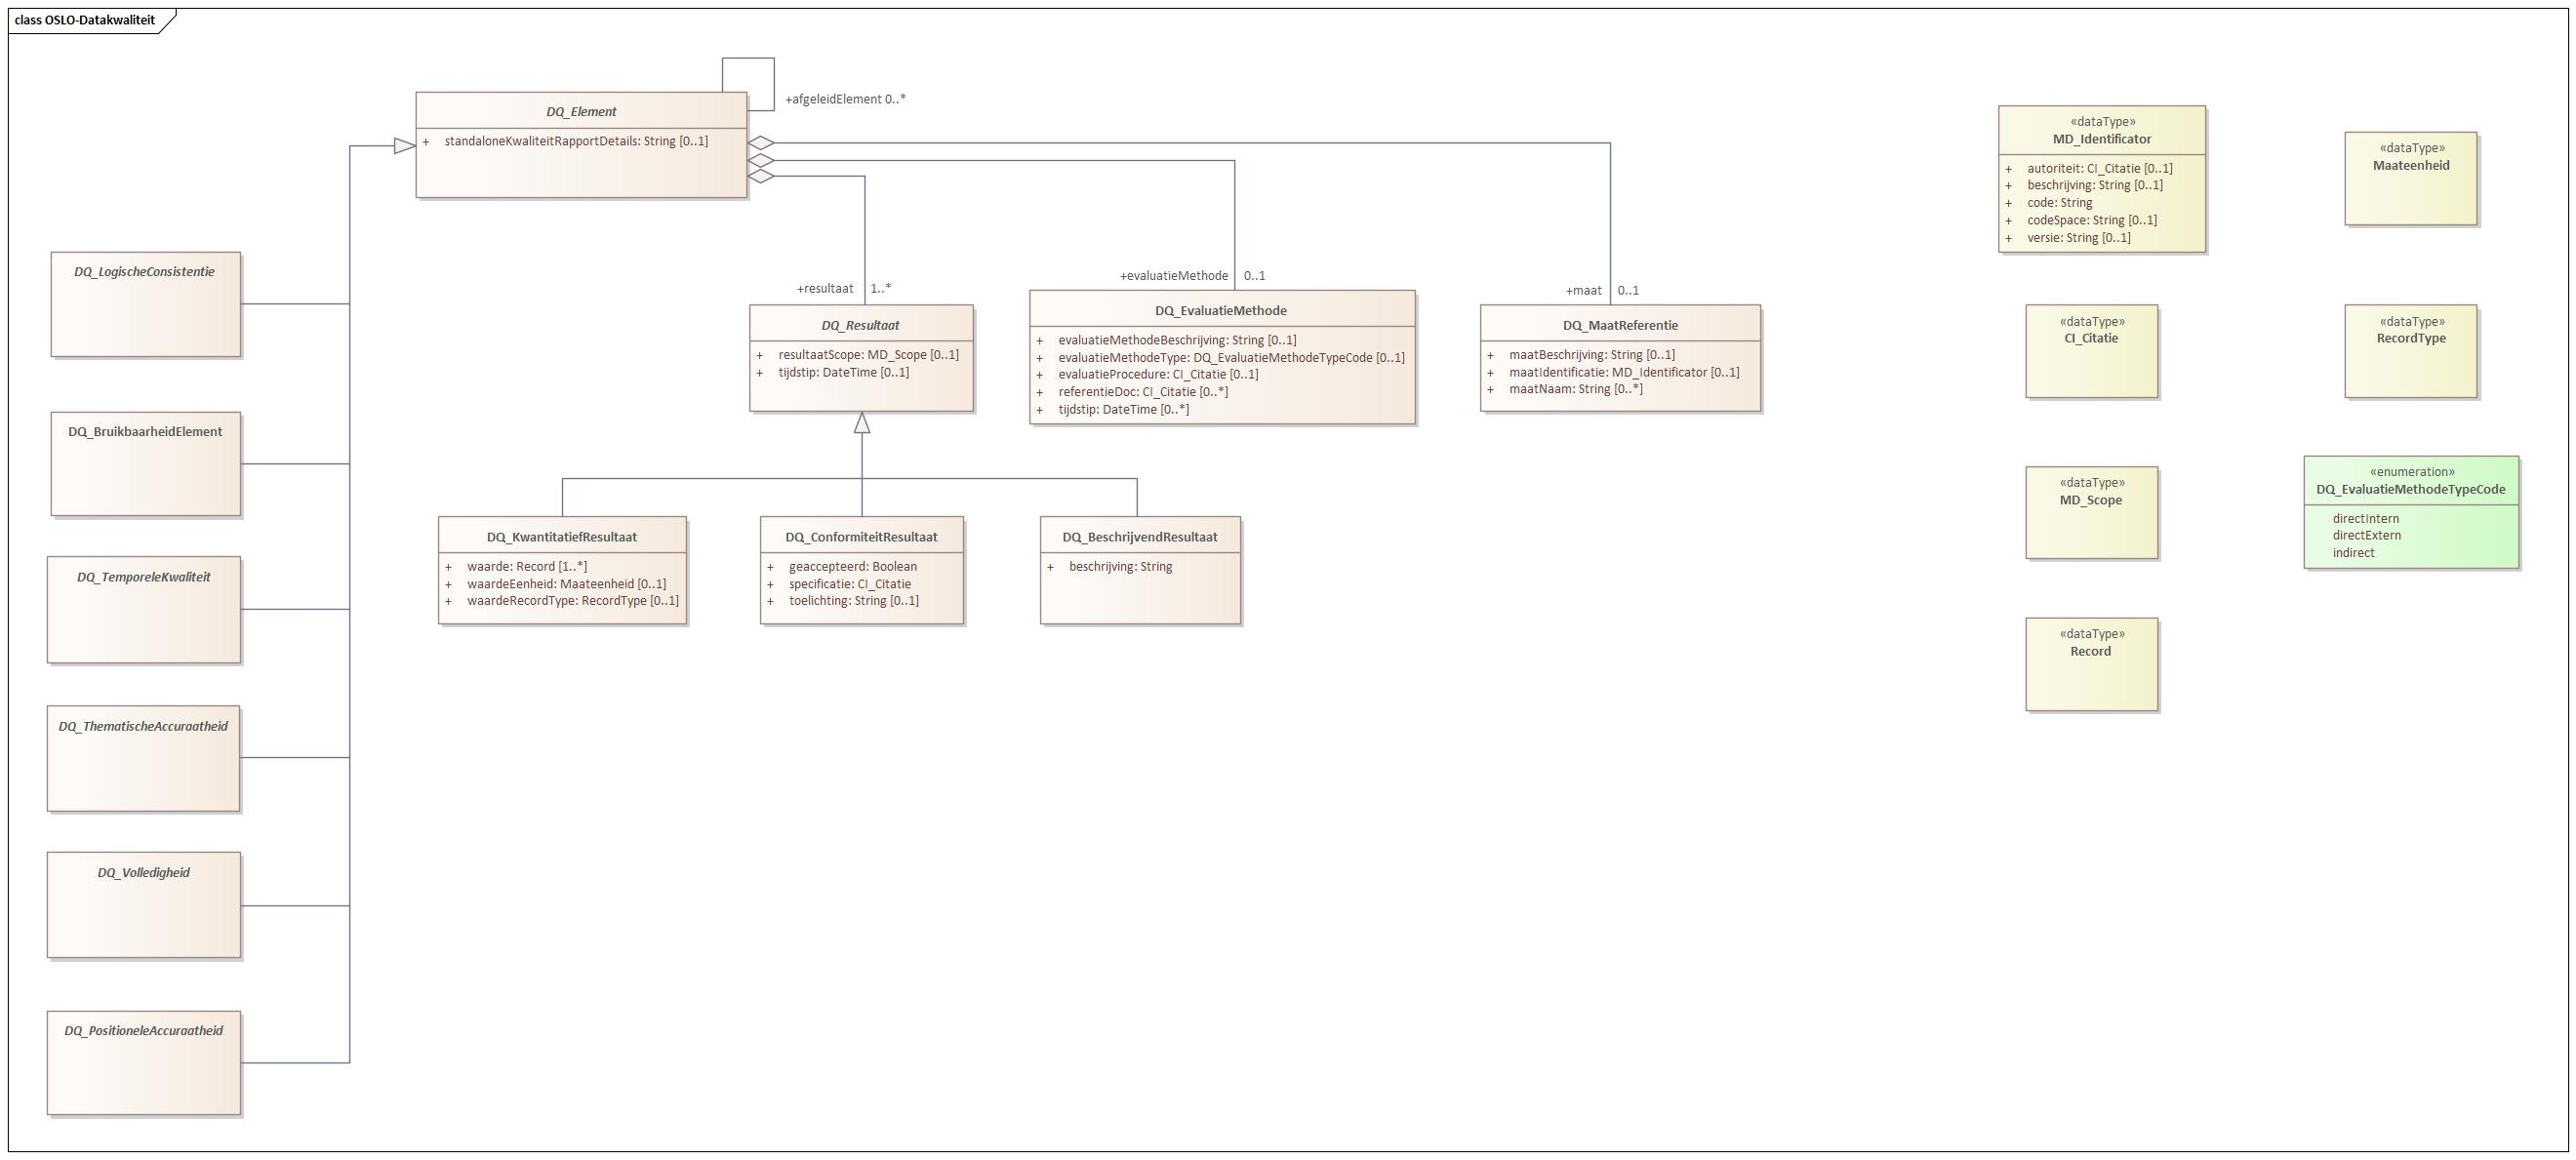 class OSLO-Datakwaliteit
DQ_Element
+ standaloneKwaliteitRapportDetails: String [0..1]
+afgeleidElement 0..*
DQ_LogischeConsistentie
DQ_BruikbaarheidElement
DQ_TemporeleKwaliteit
DQ_ThematischeAccuraatheid
DQ_Volledigheid
DQ_PositioneleAccuraatheid
+resultaat 1..*
DQ_Resultaat
+ resultaatScope: MD_Scope [0..1]
+ tijdstip: DateTime [0..1]
+evaluatieMethode 0..1
DQ_EvaluatieMethode
+ evaluatieMethodeBeschrijving: String [0..1]
+ evaluatieMethodeType: DQ_EvaluatieMethodeTypeCode [0..1]
+ evaluatieProcedure: CI_Citatie [0..1]
+ referentieDoc: CI_Citatie [0..*]
+ tijdstip: DateTime [0..*]
+maat 0..1
DQ_MaatReferentie
+ maatBeschrijving: String [0..1]
+ maatIdentificatie: MD_Identificator [0..1]
+ maatNaam: String [0..*]
DQ_KwantitatiefResultaat
+ waarde: Record [1..*]
+ waardeEenheid: Maateenheid [0..1]
+ waardeRecordType: RecordType [0..1]
DQ_ConformiteitResultaat
+ geaccepteerd: Boolean
+ specificatie: CI_Citatie
+ toelichting: String [0..1]
DQ_BeschrijvendResultaat
+ beschrijving: String
«dataType»
MD_Identificator
+ autoriteit: CI_Citatie [0..1]
+ beschrijving: String [0..1]
+ code: String
+ codeSpace: String [0..1]
+ versie: String [0..1]
«dataType»
Maateenheid
«dataType»
CI_Citatie
«dataType»
RecordType
«dataType»
MD_Scope
«enumeration»
DQ_EvaluatieMethodeTypeCode
directIntern
directExtern
indirect
«dataType»
Record